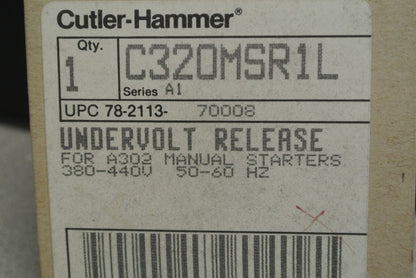 Cutler-Hammer®
Qty.
1
C320MSR1L
Series A1
UPC 78-2113- 70008
UNDERVOLT RELEASE
FOR A302 MANUAL STARTERS
380-440V 50-60 HZ